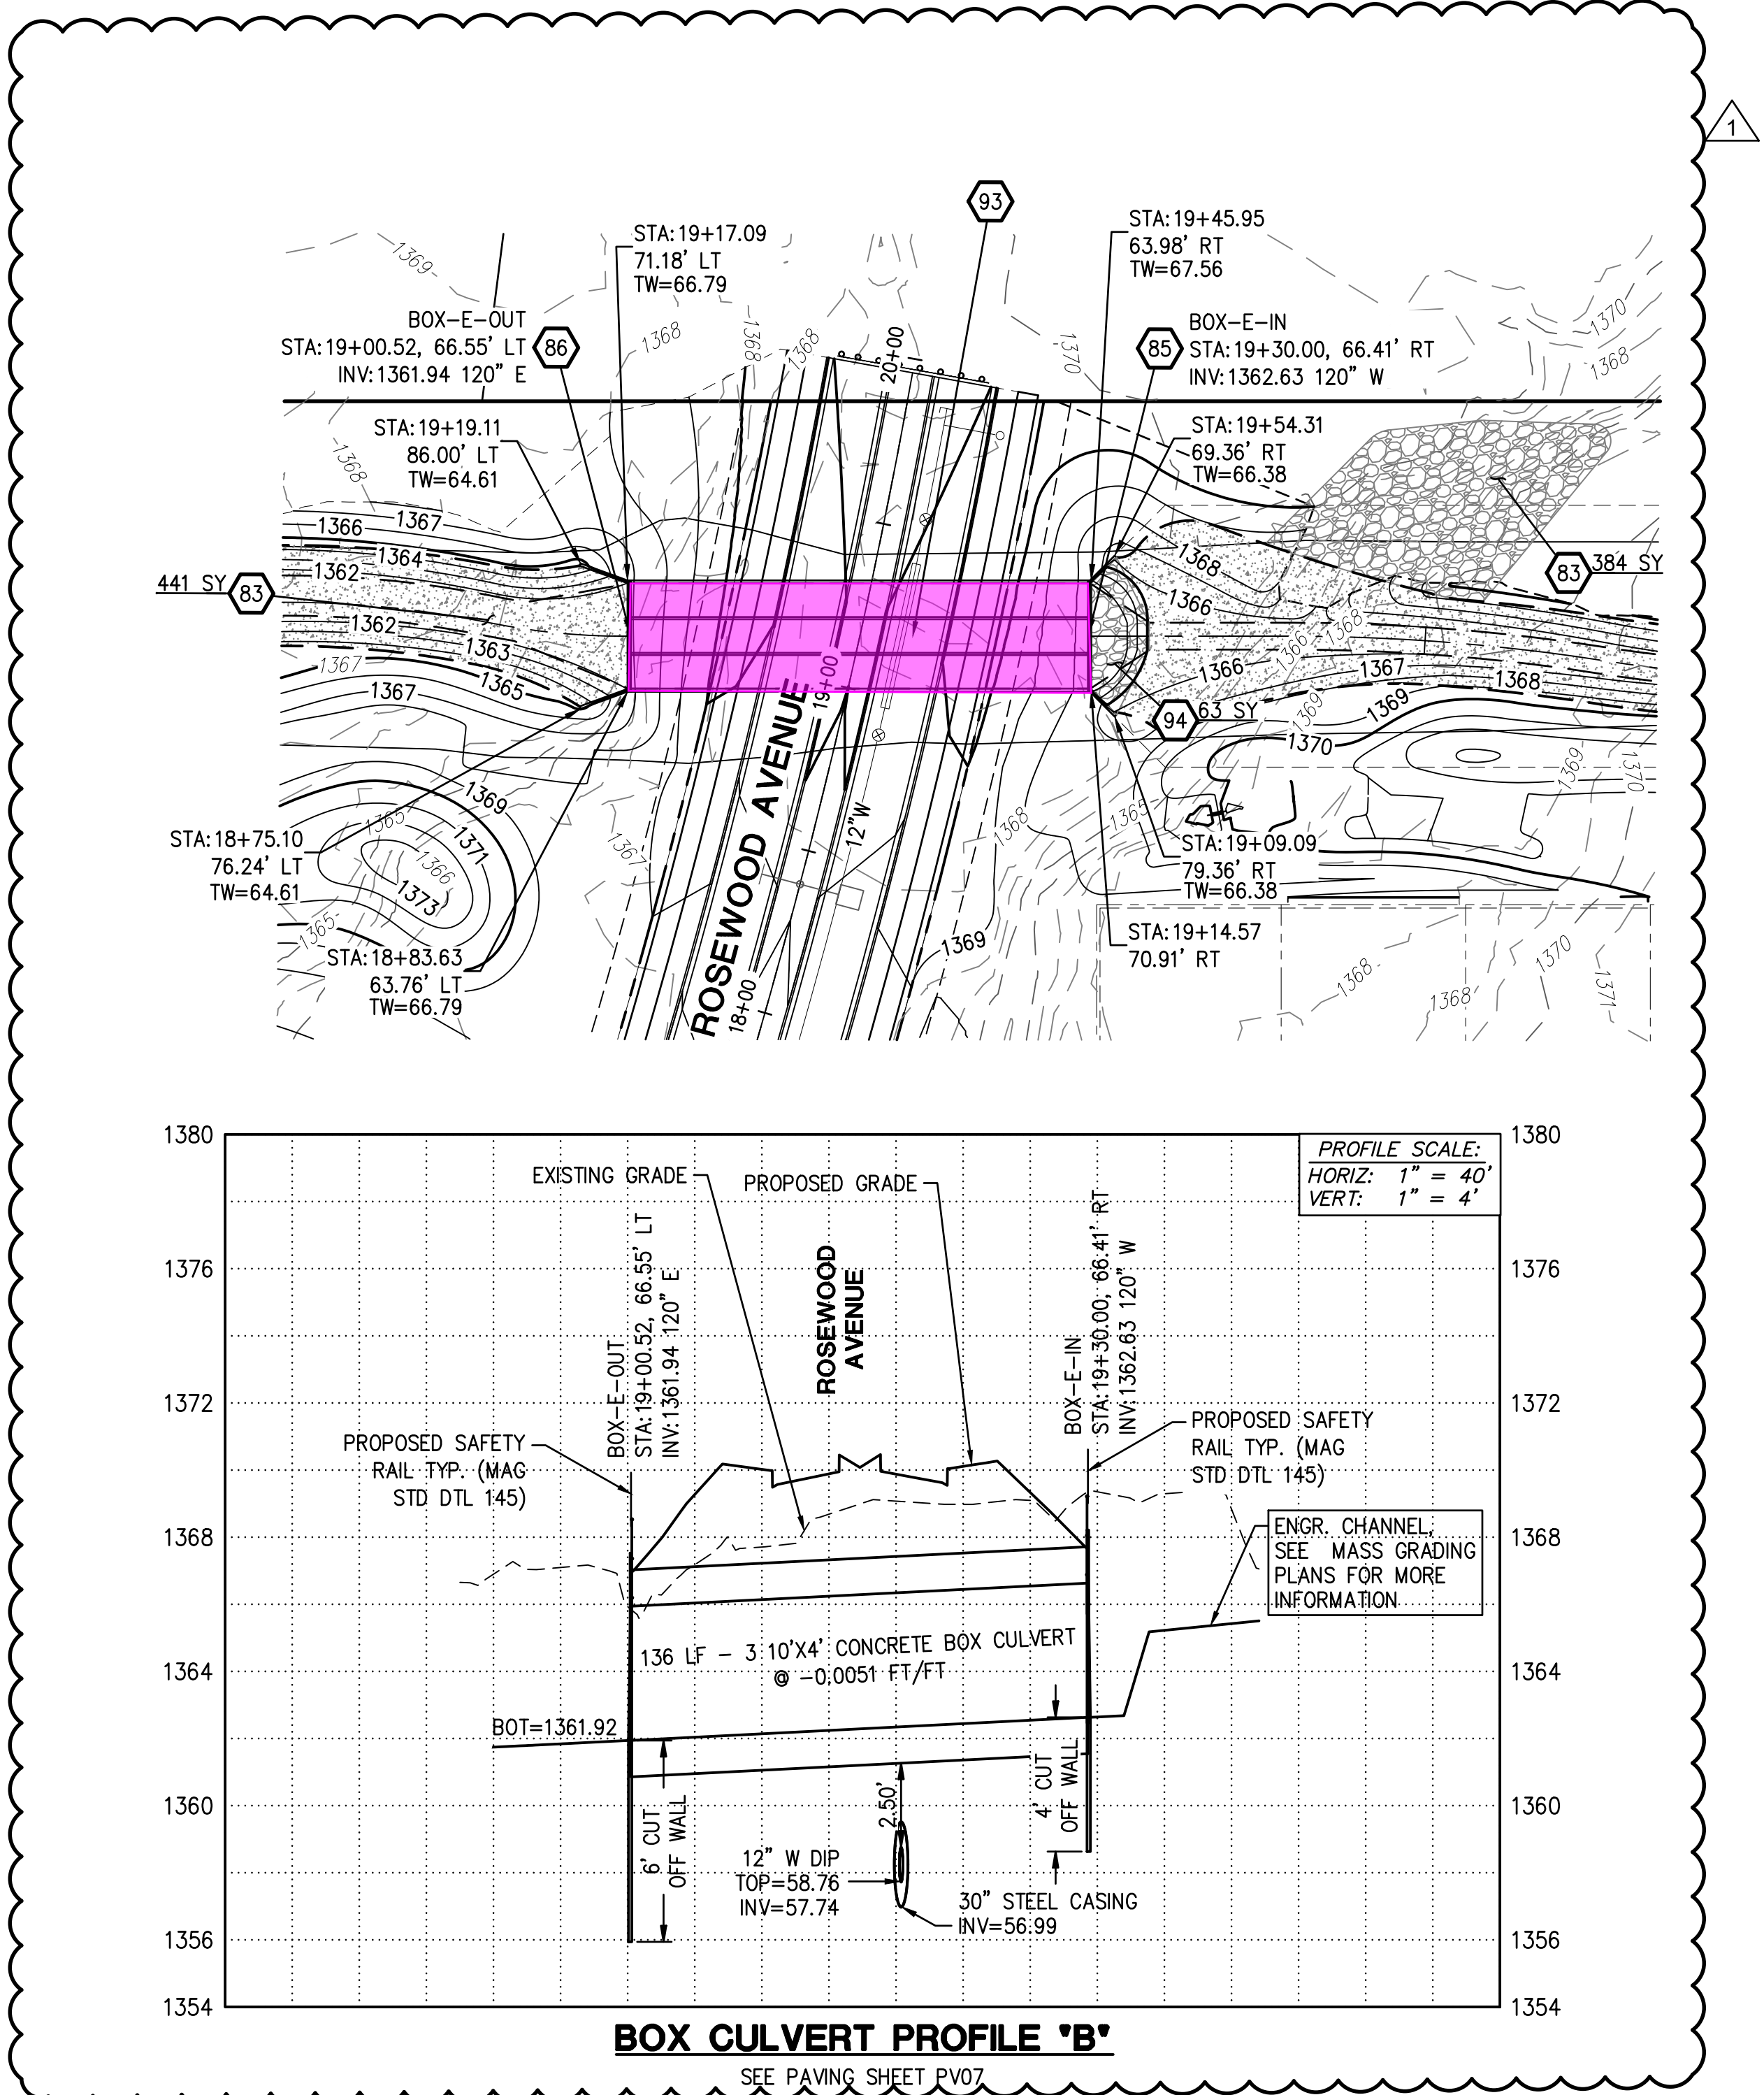 1
93
STA:19+17.09
71.18' LT
TW=66.79
STA:19+45.95
63.98' RT
TW=67.56
1369
1368
1368
1368
1370
1370
1368
BOX-E-OUT
STA:19+00.52, 66.55' LT
INV:1361.94 120" E
86
20+00
85
BOX-E-IN
STA:19+30.00, 66.41' RT
INV:1362.63 120" W
STA:19+19.11
86.00' LT
TW=64.61
STA:19+54.31
69.36' RT
TW=66.38
1368
1366
1367
1364
1362
1368
441 SY
83
83
384 SY
1366
1362
1363
1367
1365
1367
1366
1366
1368
1367
1368
1369
1369
1370
94
63 SY
19+00
ROSEWOOD AVENUE
12"W
18+00
1369
1371
1365
1366
1373
1365
1367
1368
1365
1369
1370
STA:18+75.10
76.24' LT
TW=64.61
STA:19+09.09
79.36' RT
TW=66.38
STA:18+83.63
63.76' LT
TW=66.79
STA:19+14.57
70.91' RT
1369
1368
1368
1370
1371
1380
1380
PROFILE SCALE:
HORIZ: 1" = 40'
VERT: 1" = 4'
EXISTING GRADE
PROPOSED GRADE
BOX-E-OUT
STA:19+00.52, 66.55' LT
INV:1361.94 120" E
ROSEWOOD
AVENUE
BOX-E-IN
STA:19+30.00, 66.41' RT
INV:1362.63 120" W
1376
1376
1372
1372
PROPOSED SAFETY
RAIL TYP. (MAG
STD DTL 145)
PROPOSED SAFETY
RAIL TYP. (MAG
STD DTL 145)
1368
1368
ENGR. CHANNEL,
SEE MASS GRADING
PLANS FOR MORE
INFORMATION
136 LF - 3 10'X4' CONCRETE BOX CULVERT
@ -0.0051 FT/FT
1364
1364
BOT=1361.92
6' CUT
OFF WALL
2.50'
4' CUT
OFF WALL
1360
1360
12" W DIP
TOP=58.76
INV=57.74
30" STEEL CASING
INV=56.99
1356
1356
1354
1354
BOX CULVERT PROFILE "B"
SEE PAVING SHEET PV07